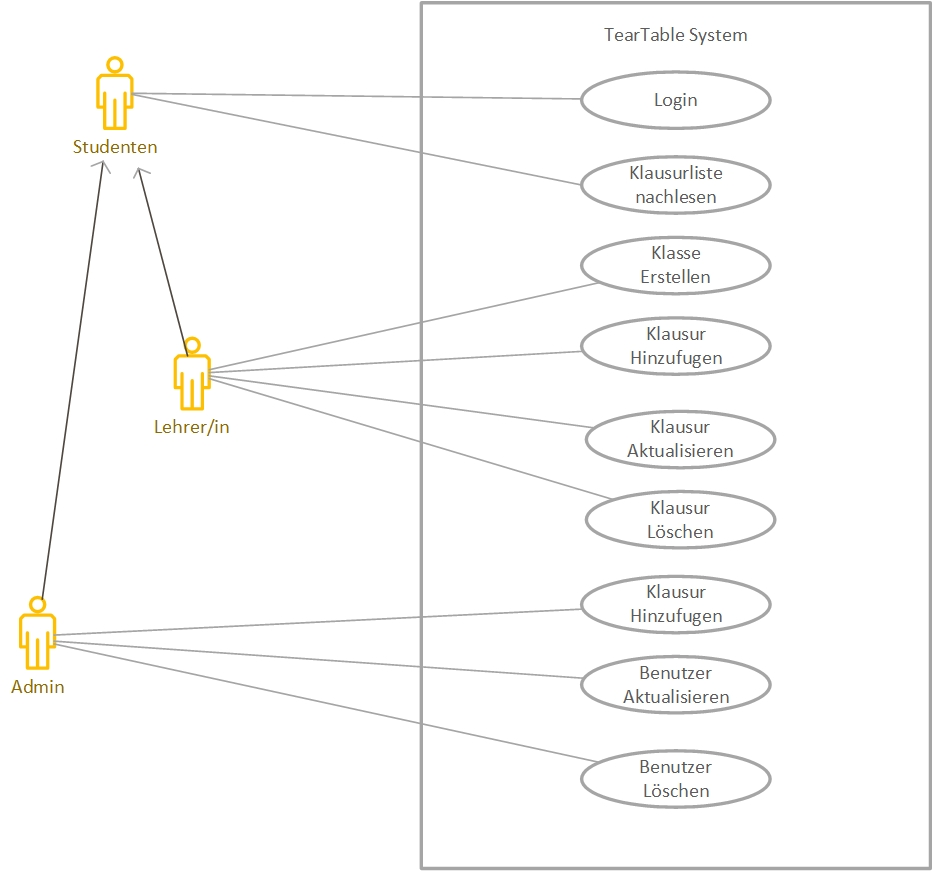 TearTable System
Login
Studenten
Klausurliste
nachlesen
Klasse
Erstellen
Klausur
Hinzufugen
Lehrer/in
Klausur
Aktualisieren
Klausur
Löschen
Klausur
Hinzufugen
Admin
Benutzer
Aktualisieren
Benutzer
Löschen